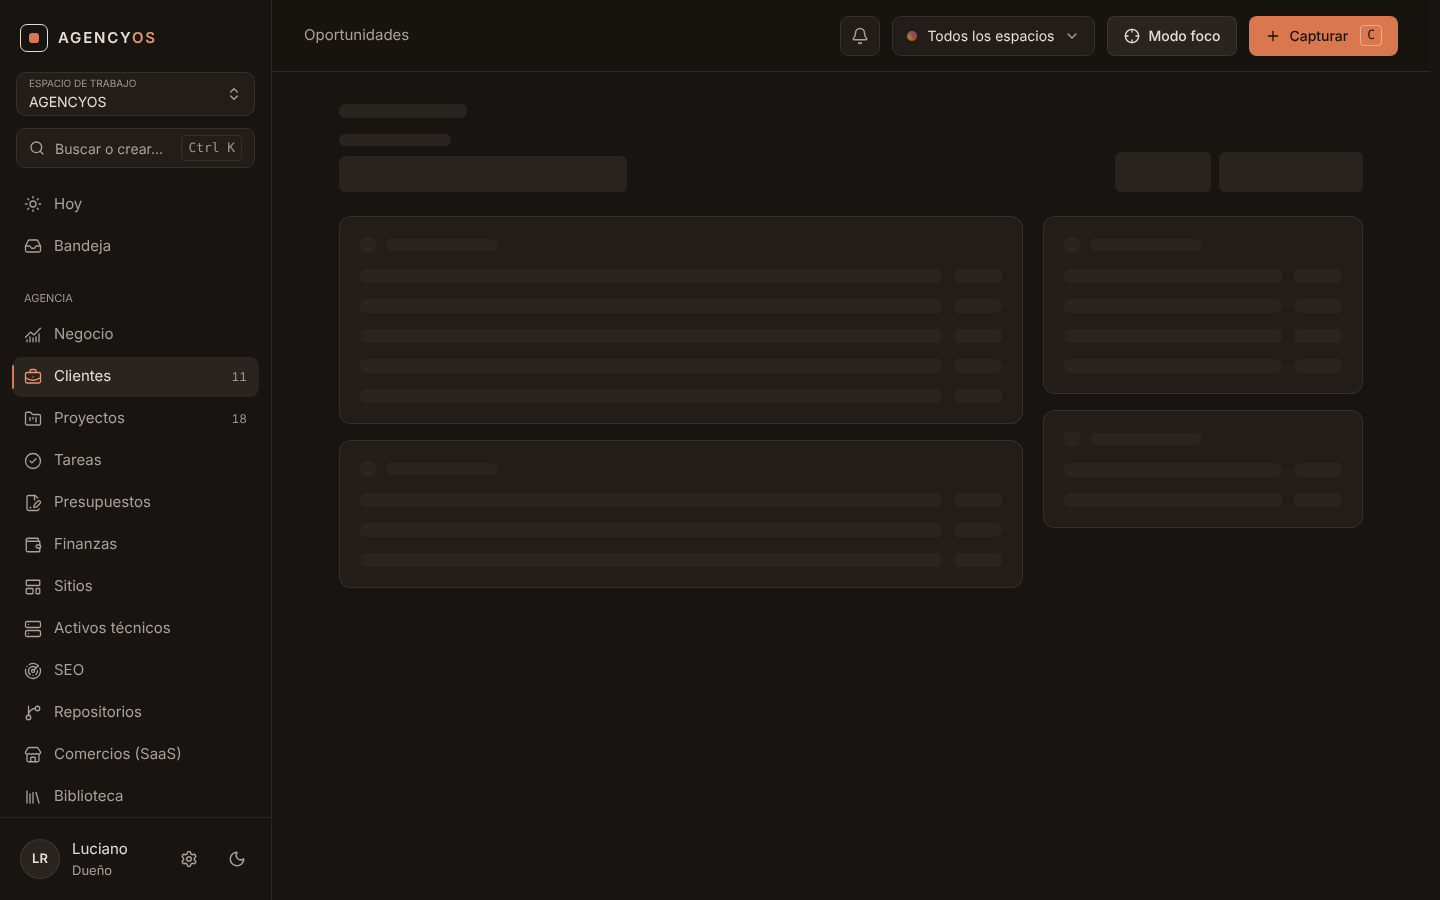 AGENCYOS
ESPACIO DE TRABAJO
AGENCYOS
Buscar o crear... Ctrl K
Hoy
Bandeja
AGENCIA
Negocio
Clientes 11
Proyectos 18
Tareas
Presupuestos
Finanzas
Sitios
Activos técnicos
SEO
Repositorios
Comercios (SaaS)
Biblioteca
LR
Luciano
Dueño
Oportunidades
Todos los espacios
Modo foco
Capturar C